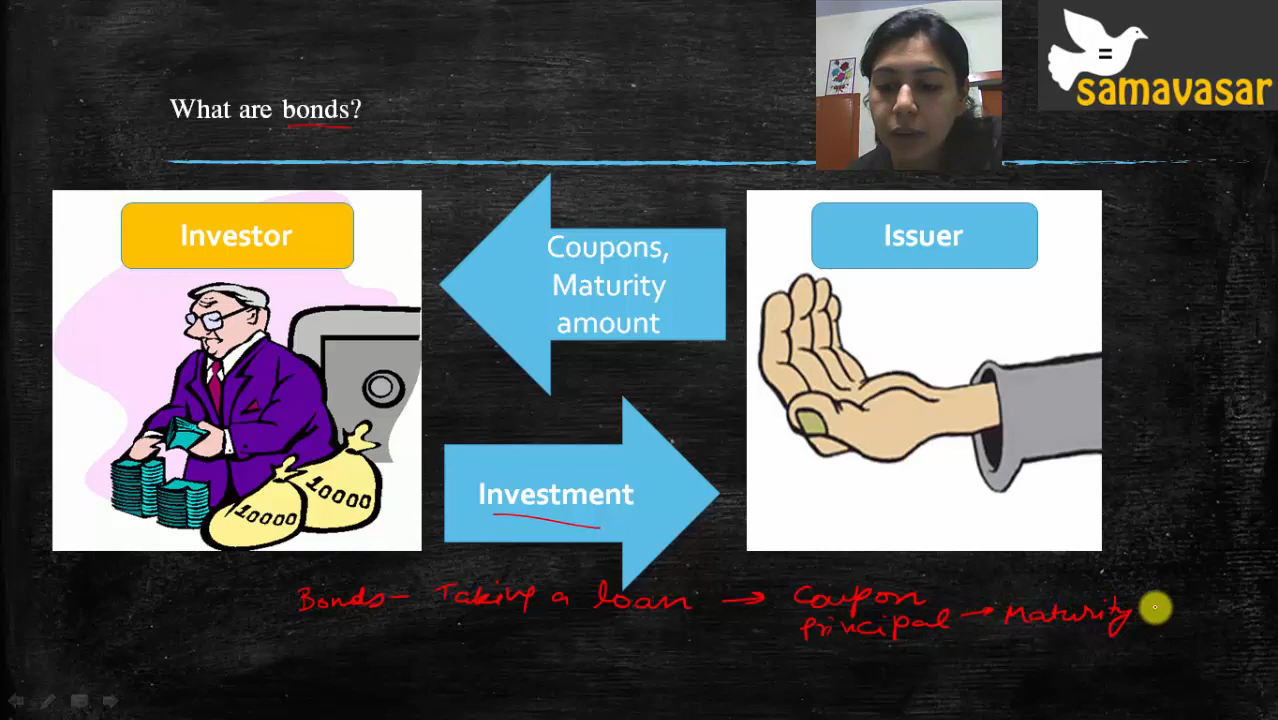 What are bonds?
=
samavasar
Investor
Coupons,
Maturity
amount
Issuer
10000
10000
Investment
Bonds- Taking a loan → Coupon
Principal → Maturity